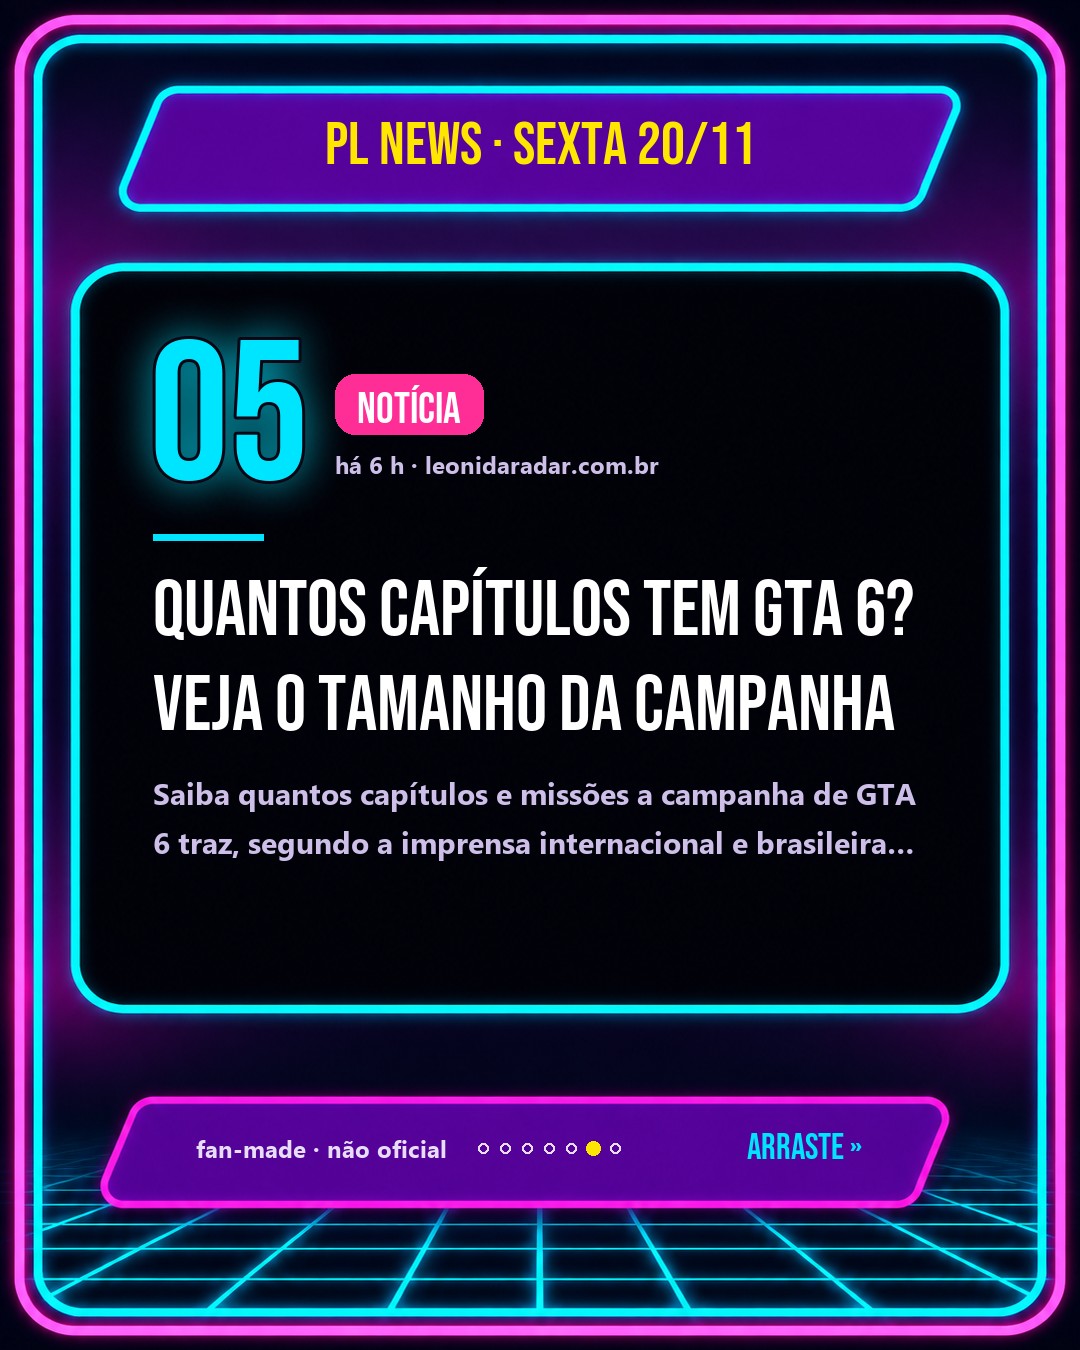 PL NEWS · SEXTA 20/11
05
NOTÍCIA
há 6 h · leonidaradar.com.br
QUANTOS CAPÍTULOS TEM GTA 6?
VEJA O TAMANHO DA CAMPANHA
Saiba quantos capítulos e missões a campanha de GTA
6 traz, segundo a imprensa internacional e brasileira...
fan-made · não oficial
ARRASTE »